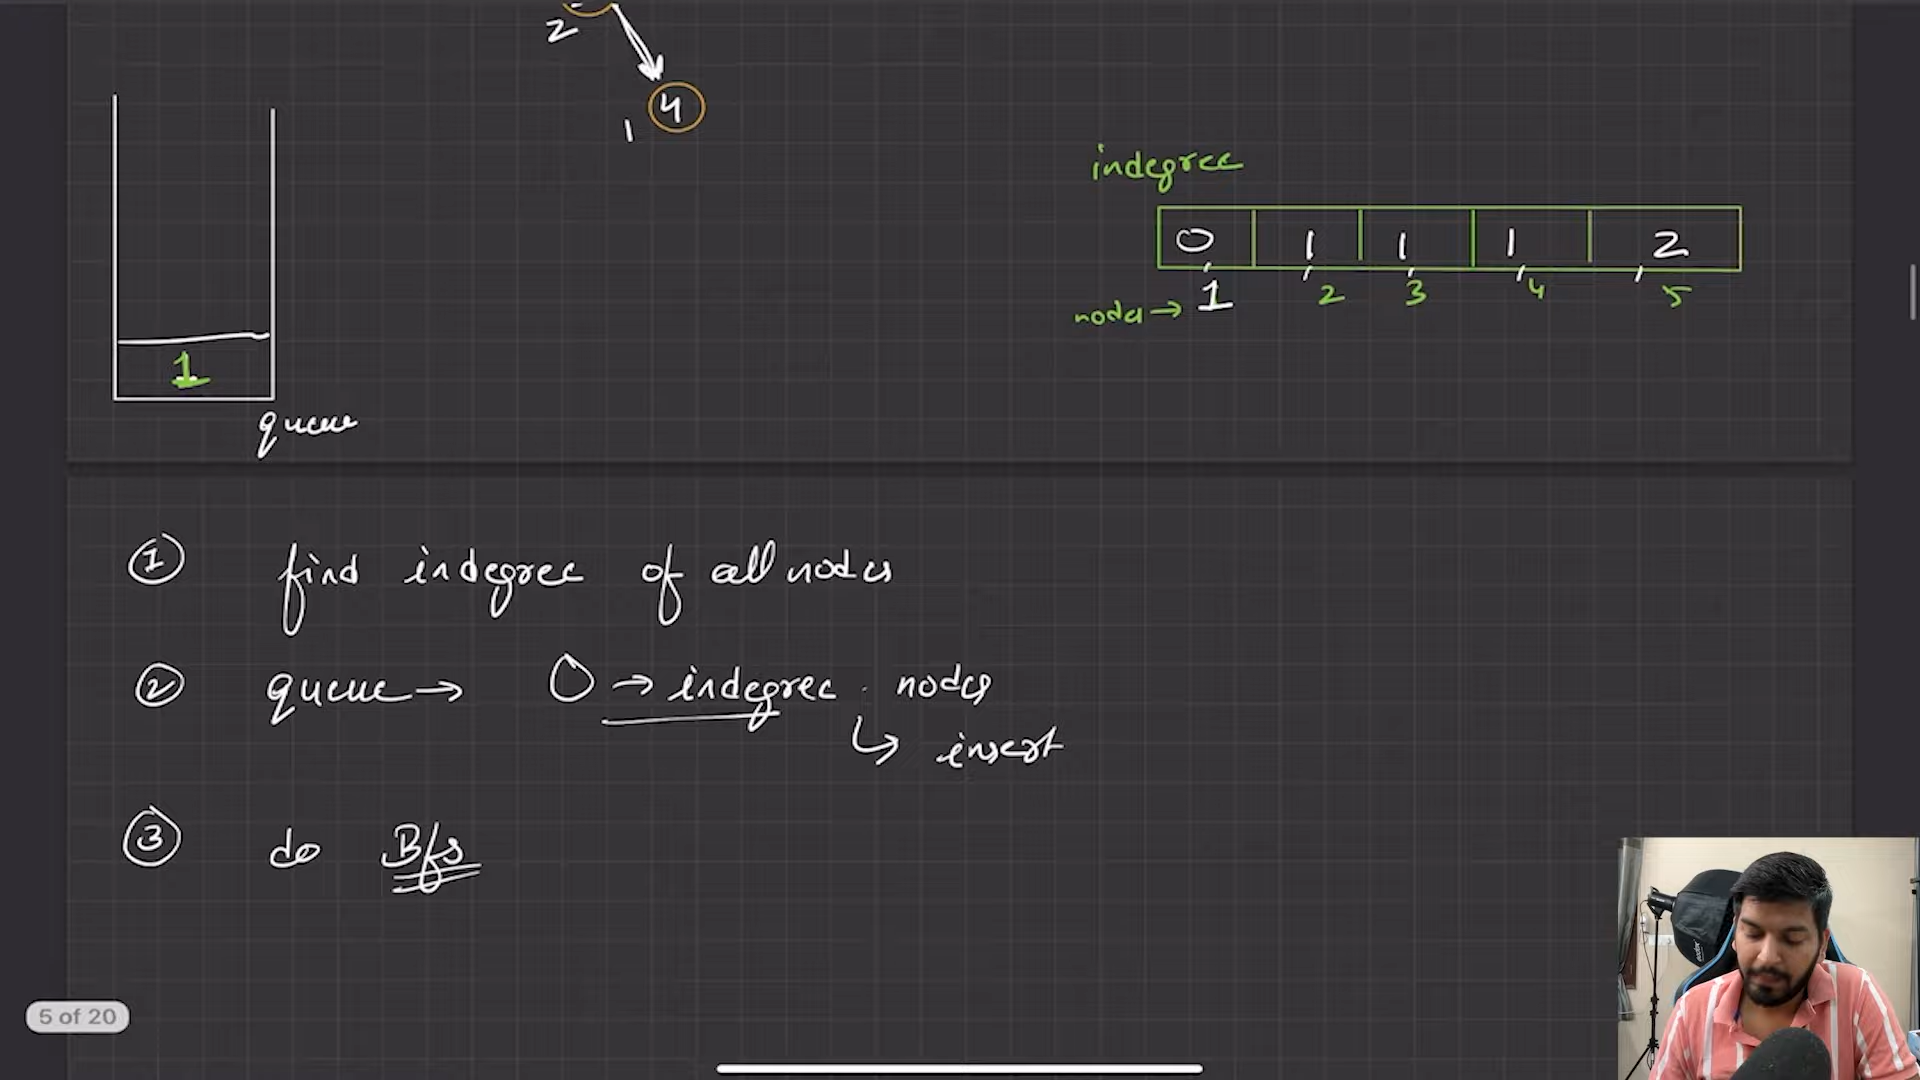 2
4
1
indegree
0 1 1 1 2
nodes → 1 2 3 4 5
1
queue
① find indegree of all nodes
② queue → 0 → indegree nodes
↳ insert
③ do Bfs
5 of 20